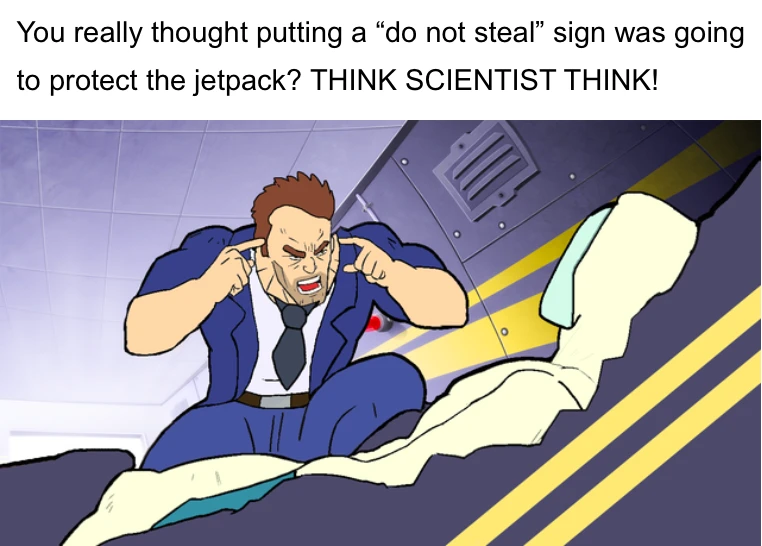 You really thought putting a “do not steal” sign was going
to protect the jetpack? THINK SCIENTIST THINK!